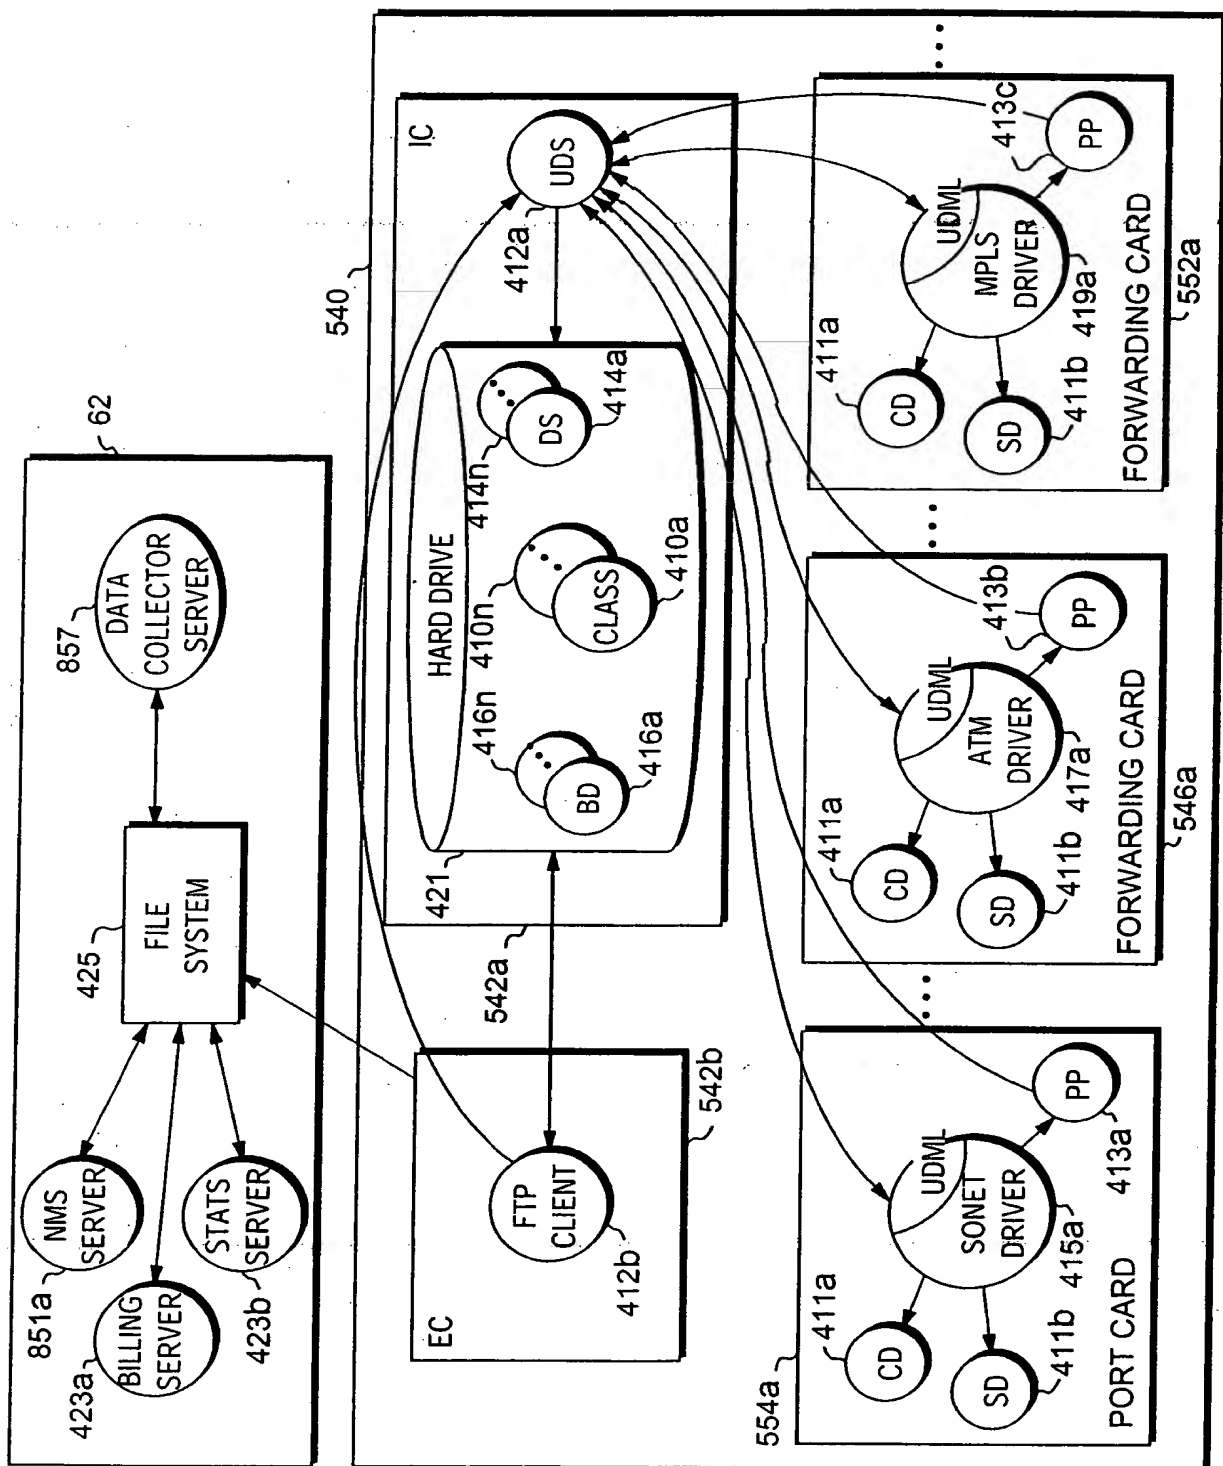 62
857
DATA
COLLECTOR
SERVER
425
FILE
SYSTEM
851a
NMS
SERVER
423a
BILLING
SERVER
423b
STATS
SERVER
540
IC
UDS
412a
HARD DRIVE
421
414n
DS
414a
410n
CLASS
410a
416n
BD
416a
542a
EC
FTP
CLIENT
412b
542b
554a
411a
CD
SD
411b
UDML
SONET
DRIVER
415a
PP
413a
PORT CARD
411a
CD
SD
411b
UDML
ATM
DRIVER
417a
413b
PP
FORWARDING CARD
546a
411a
CD
SD
411b
UDML
MPLS
DRIVER
419a
413c
PP
FORWARDING CARD
552a